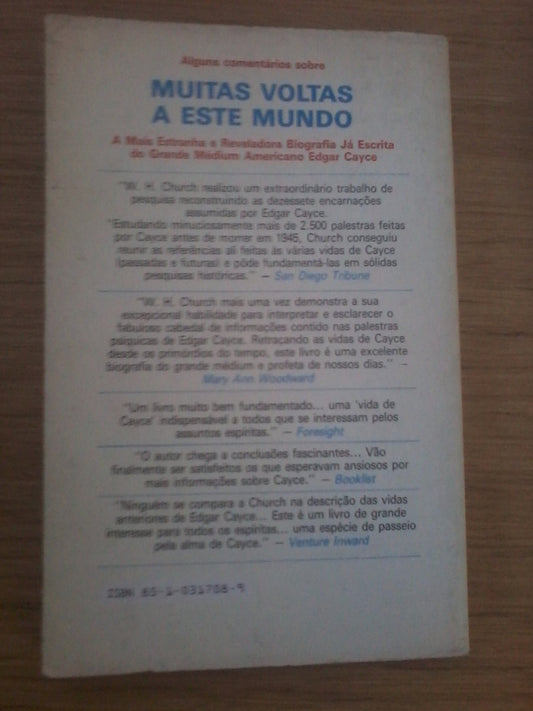 Alguns comentários sobre
MUITAS VOLTAS
A ESTE MUNDO
A Mais Estranha e Reveladora Biografia Já Escrita
do Grande Médium Americano Edgar Cayce
"W. H. Church realizou um extraordinário trabalho de
pesquisa reconstruindo as dezessete encarnações
assumidas por Edgar Cayce.
"Estudando minuciosamente mais de 2.500 palestras feitas
por Cayce antes de morrer em 1945, Church conseguiu
reunir as referências ali feitas às várias vidas de Cayce
(passadas e futuras) e pôde fundamentá-las em sólidas
pesquisas históricas." — San Diego Tribune
"W. H. Church mais uma vez demonstra a sua
excepcional habilidade para interpretar e esclarecer o
fabuloso cabedal de informações contido nas palestras
psíquicas de Edgar Cayce. Retraçando as vidas de Cayce
desde os primórdios do tempo, este livro é uma excelente
biografia do grande médium e profeta de nossos dias." —
Mary Ann Woodward
"Um livro muito bem fundamentado... uma 'vida de
Cayce' indispensável a todos que se interessam pelos
assuntos espíritas." — Foresight
"O autor chega a conclusões fascinantes... Vão
finalmente ser satisfeitos os que esperavam ansiosos por
mais informações sobre Cayce." — Booklist
"Ninguém se compara a Church na descrição das vidas
anteriores de Edgar Cayce... Este é um livro de grande
interesse para todos os espíritas... uma espécie de passeio
pela alma de Cayce." — Venture Inward
ISBN 85-1-031708-9